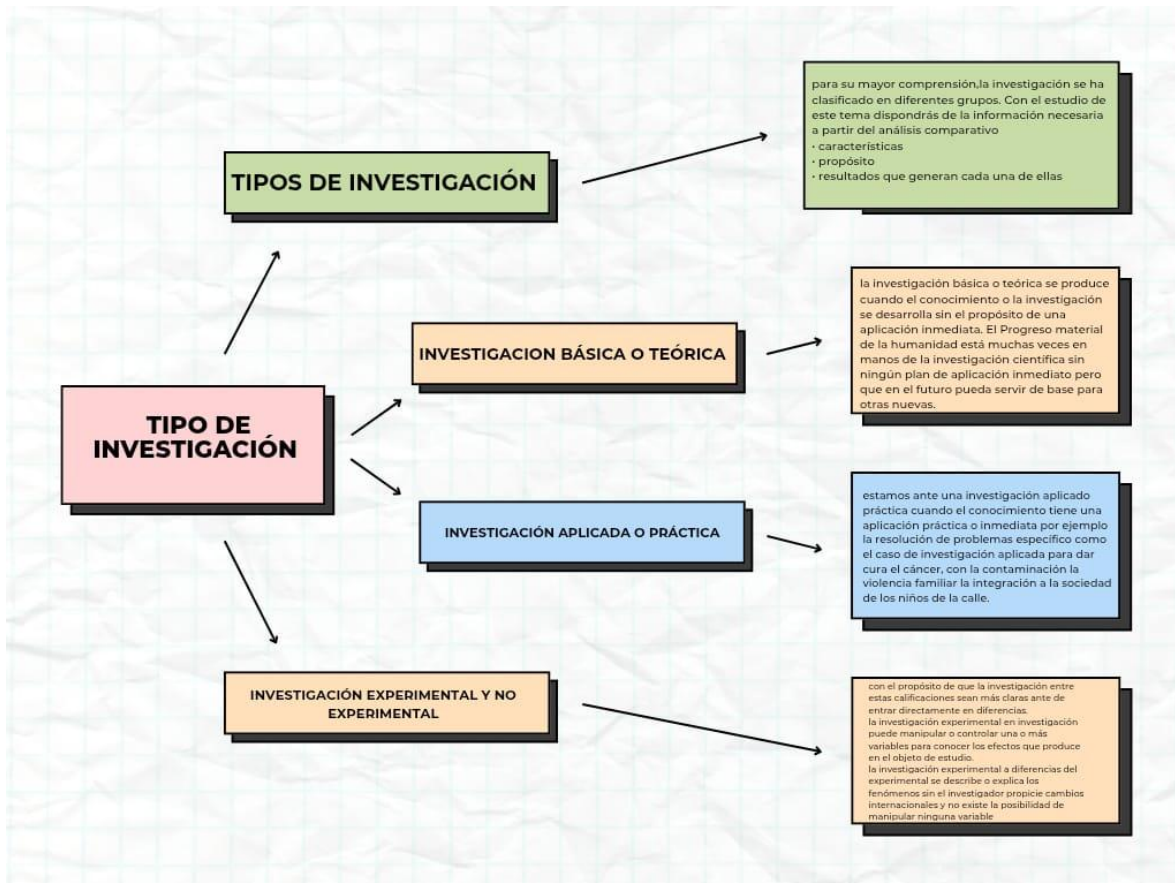 TIPO DE
INVESTIGACIÓN
TIPOS DE INVESTIGACIÓN
para su mayor comprensión,la investigación se ha
clasificado en diferentes grupos. Con el estudio de
este tema dispondrás de la información necesaria
a partir del análisis comparativo
• características
• propósito
• resultados que generan cada una de ellas
INVESTIGACION BÁSICA O TEÓRICA
la investigación básica o teórica se produce
cuando el conocimiento o la investigación
se desarrolla sin el propósito de una
aplicación inmediata. El Progreso material
de la humanidad está muchas veces en
manos de la investigación científica sin
ningún plan de aplicación inmediato pero
que en el futuro pueda servir de base para
otras nuevas.
INVESTIGACIÓN APLICADA O PRÁCTICA
estamos ante una investigación aplicado
práctica cuando el conocimiento tiene una
aplicación práctica o inmediata por ejemplo
la resolución de problemas específico como
el caso de investigación aplicada para dar
cura el cáncer, con la contaminación la
violencia familiar la integración a la sociedad
de los niños de la calle.
INVESTIGACIÓN EXPERIMENTAL Y NO
EXPERIMENTAL
con el propósito de que la investigación entre
estas calificaciones sean más claras ante de
entrar directamente en diferencias.
la investigación experimental en investigación
puede manipular o controlar una o más
variables para conocer los efectos que produce
en el objeto de estudio.
la investigación experimental a diferencias del
experimental se describe o explica los
fenómenos sin el investigador propicie cambios
internacionales y no existe la posibilidad de
manipular ninguna variable